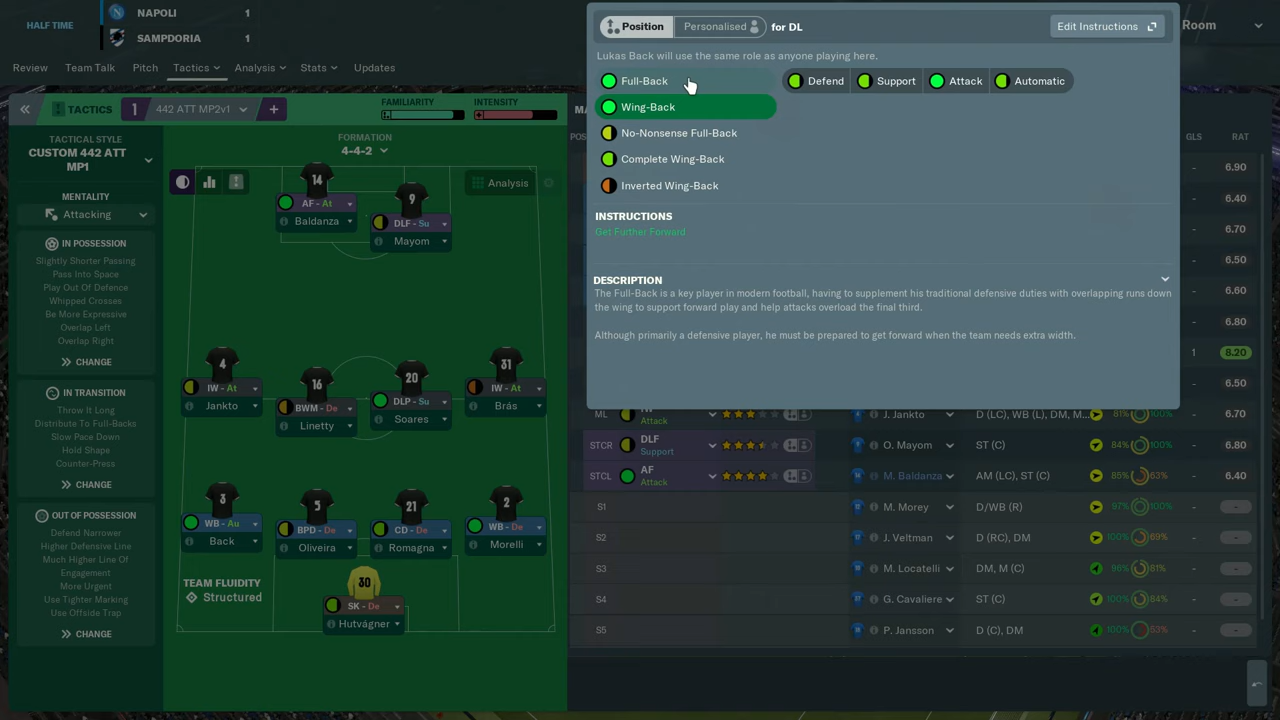 HALF TIME
NAPOLI 1
SAMPDORIA 1
Room
Review Team Talk Pitch Tactics Analysis Stats Updates
TACTICS 1 442 ATT MP2v1
FAMILIARITY INTENSITY
TACTICAL STYLE
CUSTOM 442 ATT
MP1
MENTALITY
Attacking
IN POSSESSION
Slightly Shorter Passing
Pass Into Space
Play Out Of Defence
Whipped Crosses
Be More Expressive
Overlap Left
Overlap Right
CHANGE
IN TRANSITION
Throw It Long
Distribute To Full-Backs
Slow Pace Down
Hold Shape
Counter-Press
CHANGE
OUT OF POSSESSION
Defend Narrower
Higher Defensive Line
Much Higher Line Of
Engagement
More Urgent
Use Tighter Marking
Use Offside Trap
CHANGE
FORMATION
4-4-2
Analysis
14
AF - At
Baldanza
9
DLF - Su
Mayom
4
IW - At
Jankto
16
BWM - De
Linetty
20
DLP - Su
Soares
31
IW - At
Brás
3
WB - Au
Back
5
BPD - De
Oliveira
21
CD - De
Romagna
2
WB - De
Morelli
TEAM FLUIDITY
Structured
30
SK - De
Hutvágner
Position Personalised for DL
Edit Instructions
Lukas Back will use the same role as anyone playing here.
Full-Back
Wing-Back
No-Nonsense Full-Back
Complete Wing-Back
Inverted Wing-Back
Defend Support Attack Automatic
INSTRUCTIONS
Get Further Forward
DESCRIPTION
The Full-Back is a key player in modern football, having to supplement his traditional defensive duties with overlapping runs down
the wing to support forward play and help attacks overload the final third.
Although primarily a defensive player, he must be prepared to get forward when the team needs extra width.
GLS RAT
- 6.90
- 6.40
- 6.70
- 6.50
- 6.60
- 6.80
1 8.20
- 6.50
ML Attack J. Jankto D (LC), WB (L), DM, M... 81% 100% - 6.70
STCR DLF Support O. Mayom ST (C) 84% 100% - 6.80
STCL AF Attack M. Baldanza AM (LC), ST (C) 85% 63% - 6.40
S1 M. Morey D/WB (R) 97% 100% - -
S2 J. Veltman D (RC), DM 100% 69% - -
S3 M. Locatelli DM, M (C) 96% 81% - -
S4 G. Cavaliere ST (C) 100% 84% - -
S5 P. Jansson D (C), DM 100% 53% - -